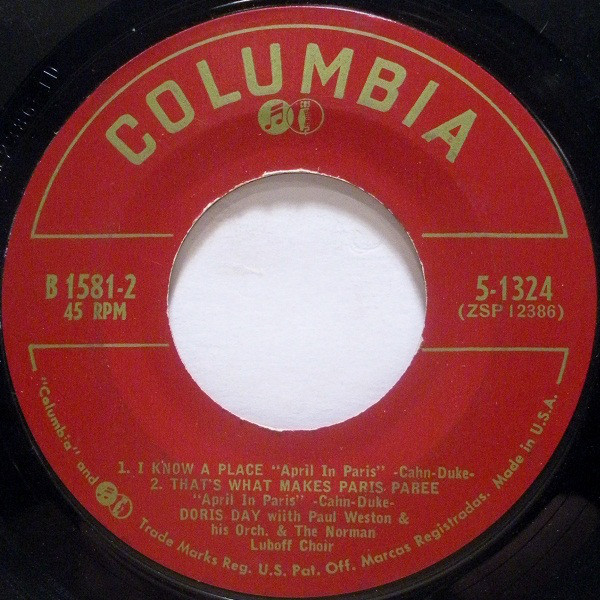 COLUMBIA
B 1581-2
45 RPM
5-1324
(ZSP 12386)
1. I KNOW A PLACE "April In Paris" -Cahn-Duke-
2. THAT'S WHAT MAKES PARIS PAREE
"April In Paris" -Cahn-Duke-
DORIS DAY wiith Paul Weston &
his Orch. & The Norman
Luboff Choir
"Columbia" and Trade Marks Reg. U.S. Pat. Off. Marcas Registradas. Made in U.S.A.